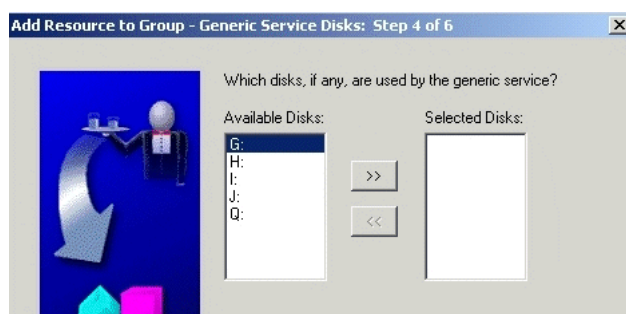 Add Resource to Group - Generic Service Disks: Step 4 of 6
Which disks, if any, are used by the generic service?
Available Disks:
Selected Disks:
G:
H:
I:
J:
Q:
>>
<<